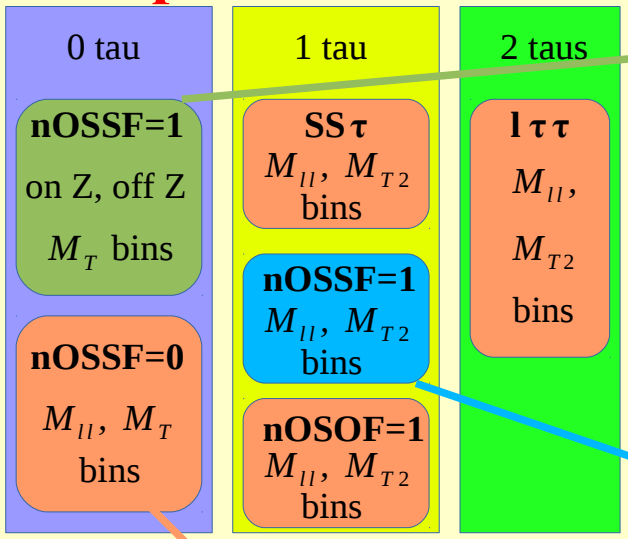 0 tau
nOSSF=1
on Z, off Z
M_T bins
nOSSF=0
M_ll, M_T
bins
1 tau
SS τ
M_ll, M_T2
bins
nOSSF=1
M_ll, M_T2
bins
nOSOF=1
M_ll, M_T2
bins
2 taus
l τ τ
M_ll,
M_T2
bins